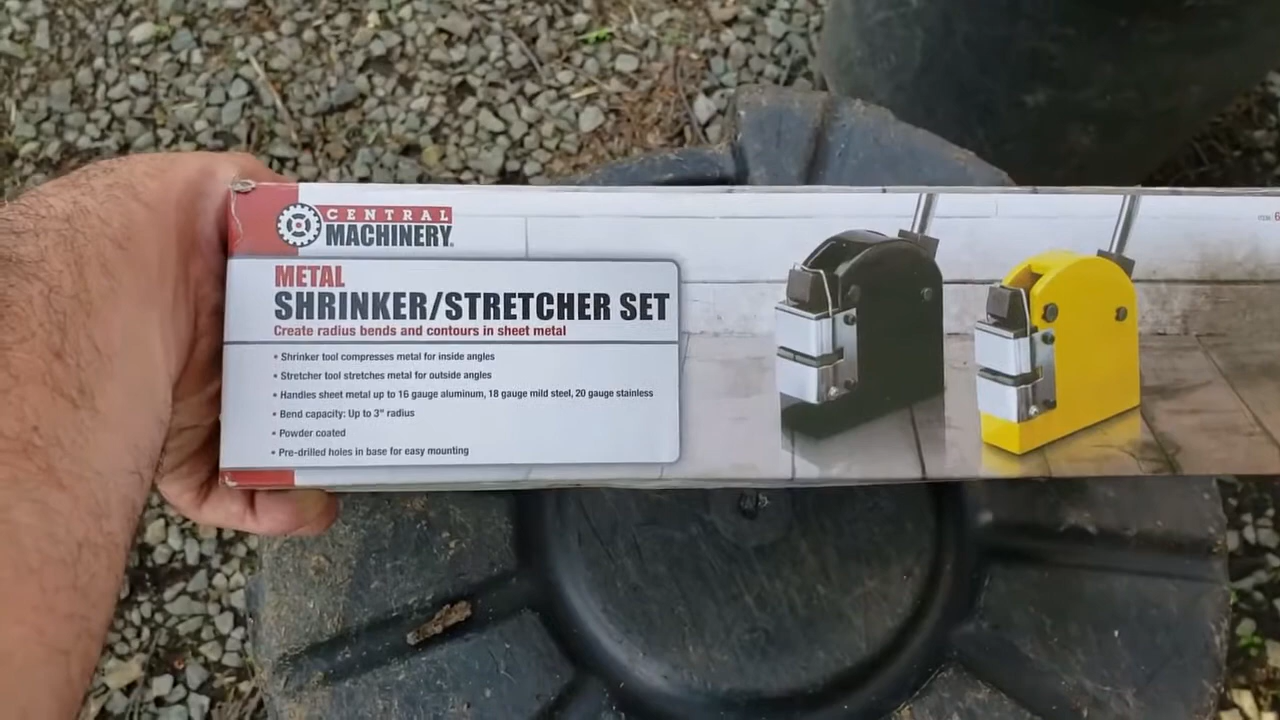 CENTRAL
MACHINERY®
METAL
SHRINKER/STRETCHER SET
Create radius bends and contours in sheet metal
• Shrinker tool compresses metal for inside angles
• Stretcher tool stretches metal for outside angles
• Handles sheet metal up to 16 gauge aluminum, 18 gauge mild steel, 20 gauge stainless
• Bend capacity: Up to 3" radius
• Powder coated
• Pre-drilled holes in base for easy mounting
ITEM 6